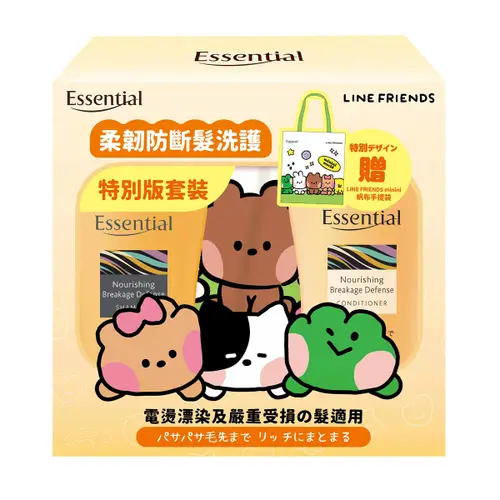 Essential
LINE FRIENDS
柔韌防斷髮洗護
特別版套裝
特別デザイン
贈
LINE FRIENDS minini
帆布手提袋
Essential
Nourishing
Breakage Defense
Essential
Nourishing
Breakage Defense
CONDITIONER
電燙漂染及嚴重受損の髮適用
パサパサ毛先まで リッチにまとまる